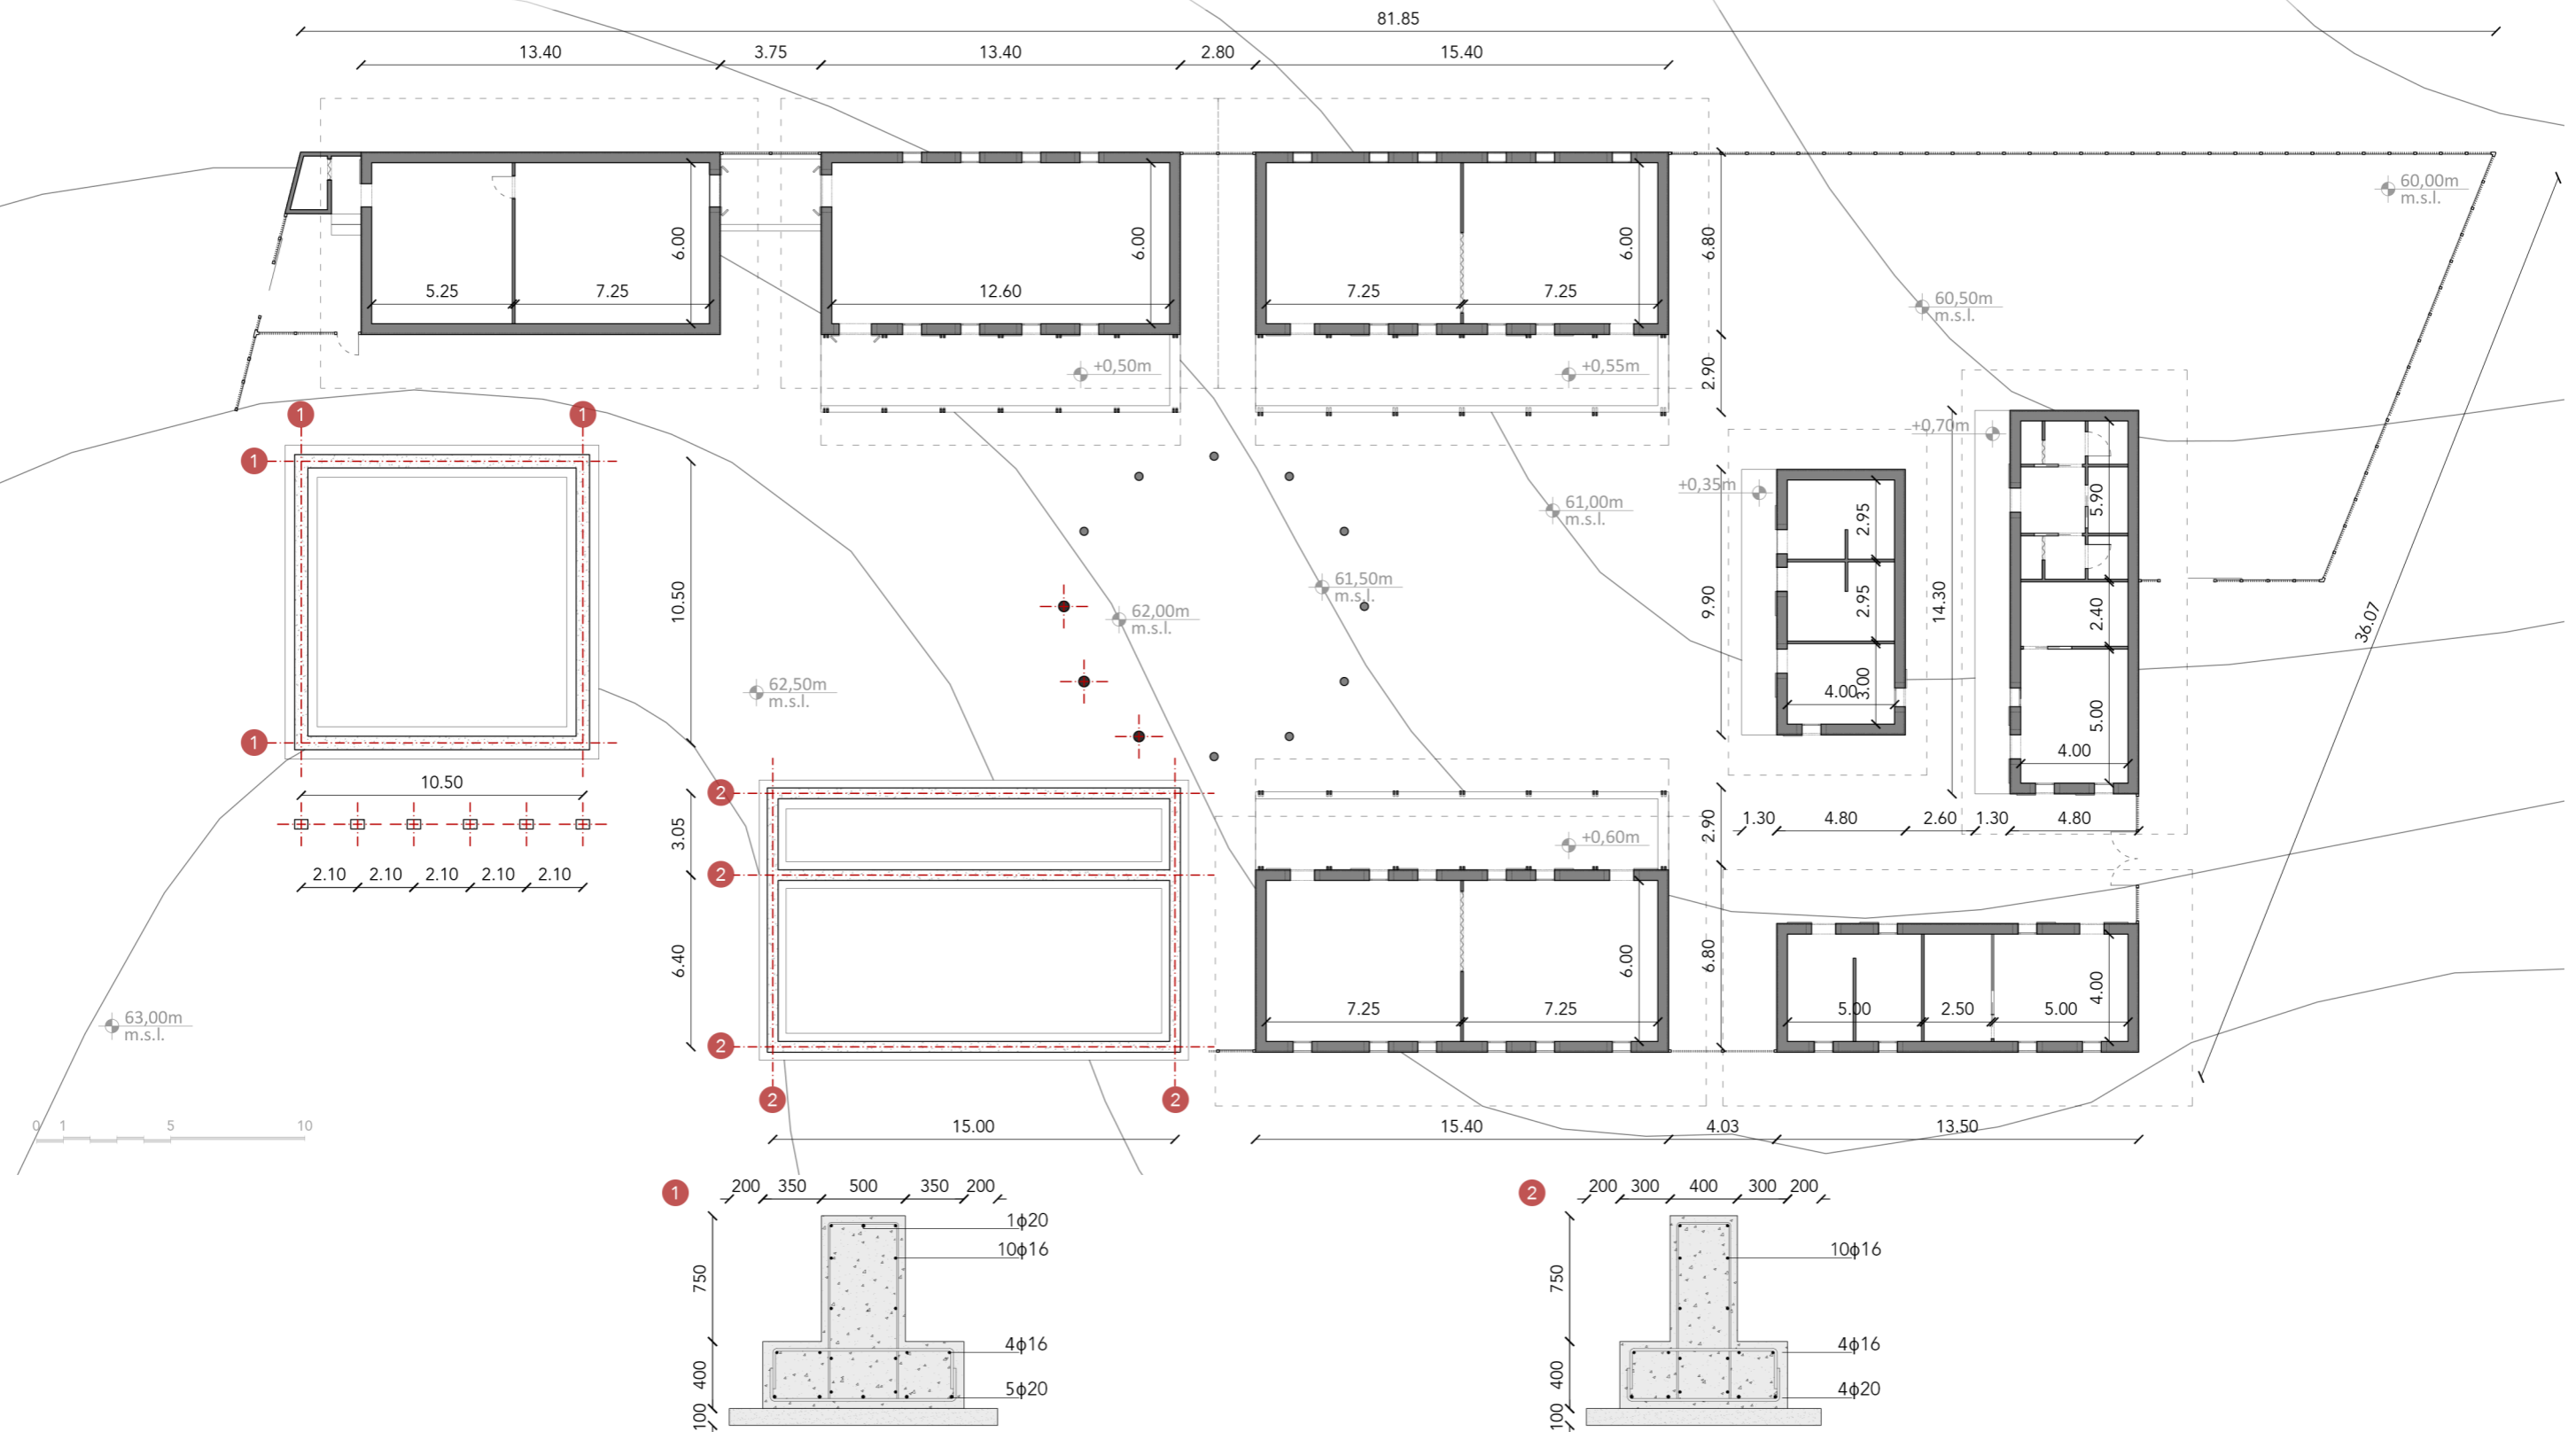 81.85
13.40 3.75 13.40 2.80 15.40
60,00m
m.s.l.
6.00 6.00 6.00 6.80
5.25 7.25 12.60 7.25 7.25
60,50m
m.s.l.
+0,50m +0,55m 2.90
1 1
+0,70m
1
+0,35m
5.90
61,00m
m.s.l.
2.95
61,50m
m.s.l.
10.50 9.90 2.95 14.30 2.40
62,00m
m.s.l.
36.07
62,50m
m.s.l.
4.00 3.00
5.00
1
4.00
10.50
2
3.05
1.30 4.80 2.60 1.30 4.80
2.90
+0,60m
2.10 2.10 2.10 2.10 2.10
2
6.40 6.00 6.80 4.00
7.25 7.25 5.00 2.50 5.00
63,00m
m.s.l.
2
2 2
0 1 5 10
15.00 15.40 4.03 13.50
1 200 350 500 350 200
2 200 300 400 300 200
1ϕ20
10ϕ16 10ϕ16
750 750
4ϕ16 4ϕ16
400 400
5ϕ20 4ϕ20
100 100